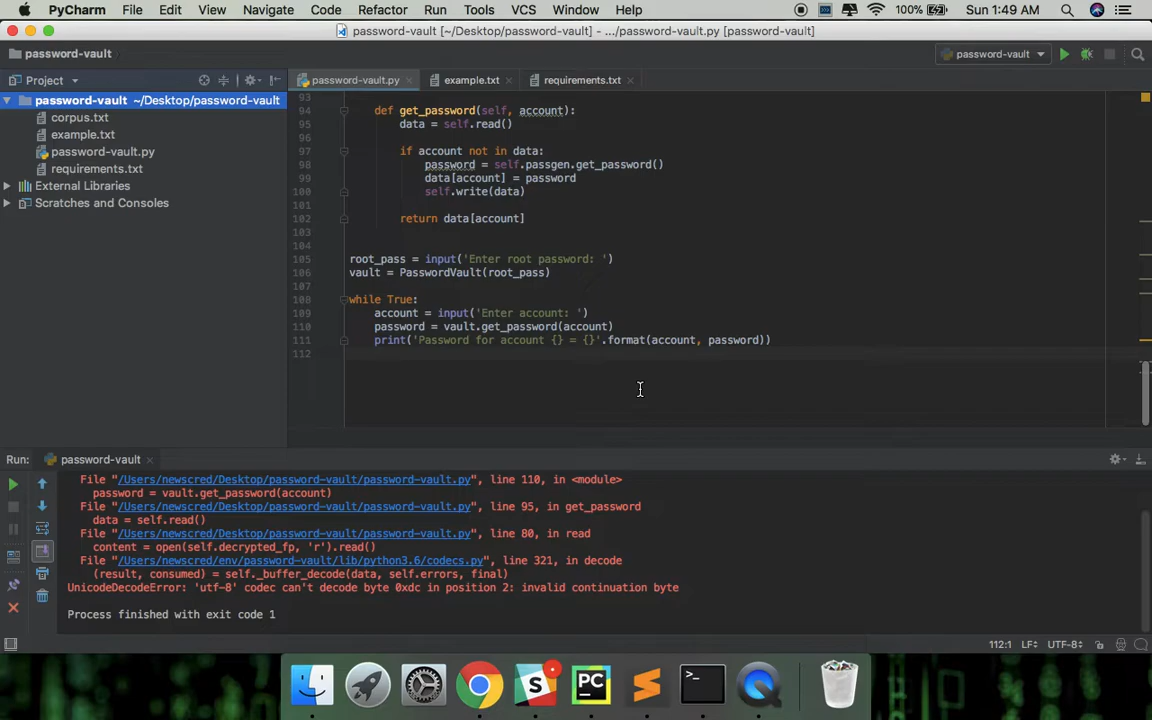 PyCharm File Edit View Navigate Code Refactor Run Tools VCS Window Help 100% Sun 1:49 AM
password-vault [~/Desktop/password-vault] - .../password-vault.py [password-vault]
password-vault
password-vault
Project
password-vault.py
example.txt
requirements.txt
password-vault ~/Desktop/password-vault
corpus.txt
example.txt
password-vault.py
requirements.txt
External Libraries
Scratches and Consoles
93
94 def get_password(self, account):
95 data = self.read()
96
97 if account not in data:
98 password = self.passgen.get_password()
99 data[account] = password
100 self.write(data)
101
102 return data[account]
103
104
105 root_pass = input('Enter root password: ')
106 vault = PasswordVault(root_pass)
107
108 while True:
109 account = input('Enter account: ')
110 password = vault.get_password(account)
111 print('Password for account {} = {}'.format(account, password))
112
Run: password-vault
File "/Users/newscred/Desktop/password-vault/password-vault.py", line 110, in <module>
password = vault.get_password(account)
File "/Users/newscred/Desktop/password-vault/password-vault.py", line 95, in get_password
data = self.read()
File "/Users/newscred/Desktop/password-vault/password-vault.py", line 80, in read
content = open(self.decrypted_fp, 'r').read()
File "/Users/newscred/env/password-vault/lib/python3.6/codecs.py", line 321, in decode
(result, consumed) = self._buffer_decode(data, self.errors, final)
UnicodeDecodeError: 'utf-8' codec can't decode byte 0xdc in position 2: invalid continuation byte
Process finished with exit code 1
112:1 LF÷ UTF-8÷
S PC S >_